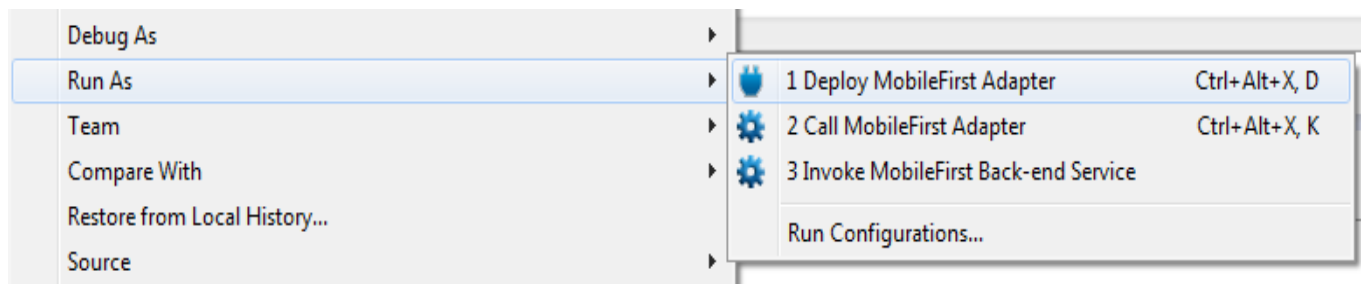 Debug As
Run As
Team
Compare With
Restore from Local History...
Source
1 Deploy MobileFirst Adapter Ctrl+Alt+X, D
2 Call MobileFirst Adapter Ctrl+Alt+X, K
3 Invoke MobileFirst Back-end Service
Run Configurations...